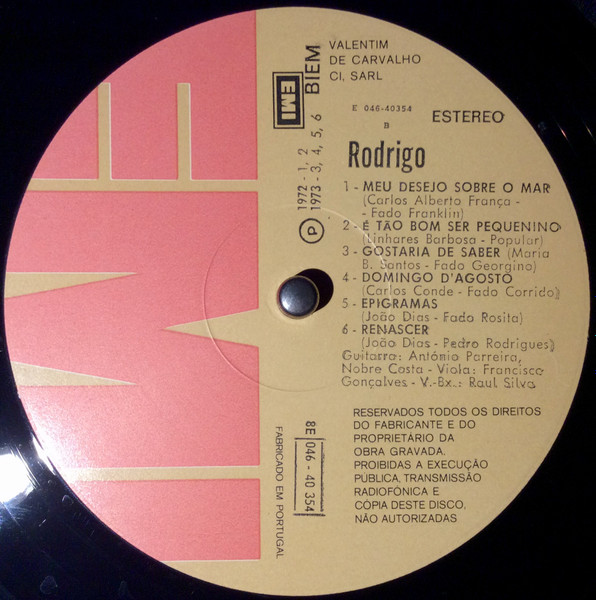 VALENTIM
DE CARVALHO
CI, SARL
EMI
BIEM
E 046-40354
B
ESTEREO
Rodrigo
P 1972 - 1, 2
1973 - 3, 4, 5, 6
1 - MEU DESEJO SOBRE O MAR
(Carlos Alberto França -
- Fado Franklin)
2 - É TÃO BOM SER PEQUENINO
(Linhares Barbosa - Popular)
3 - GOSTARIA DE SABER (Maria
B. Santos - Fado Georgino)
4 - DOMINGO D'AGOSTO
(Carlos Conde - Fado Corrido)
5 - EPIGRAMAS
(João Dias - Fado Rosita)
6 - RENASCER
(João Dias - Pedro Rodrigues)
Guitarra: António Parreira,
Nobre Costa - Viola: Francisco
Gonçalves - V.-Bx.: Raul Silva
RESERVADOS TODOS OS DIREITOS
DO FABRICANTE E DO
PROPRIETÁRIO DA
OBRA GRAVADA.
PROIBIDAS A EXECUÇÃO
PÚBLICA, TRANSMISSÃO
RADIOFÓNICA E
CÓPIA DESTE DISCO,
NÃO AUTORIZADAS
8E 046 - 40 354
FABRICADO EM PORTUGAL
EMI